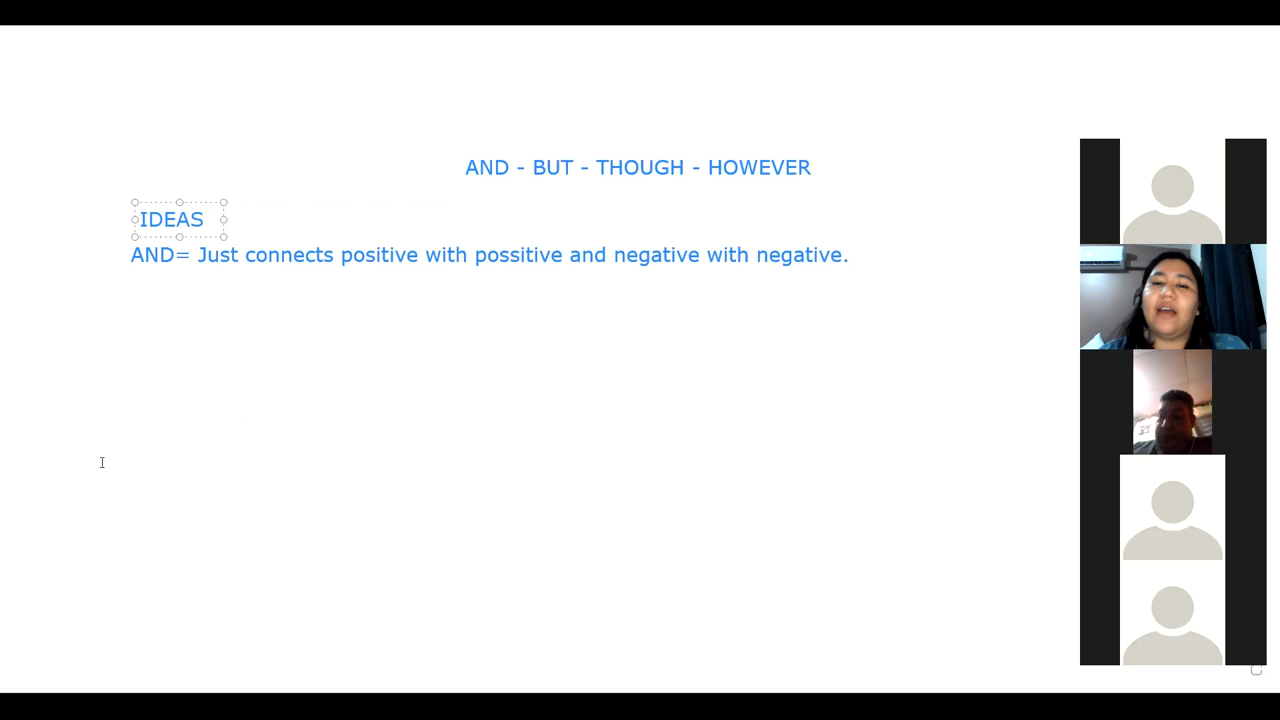 AND - BUT - THOUGH - HOWEVER
IDEAS
AND= Just connects positive with possitive and negative with negative.